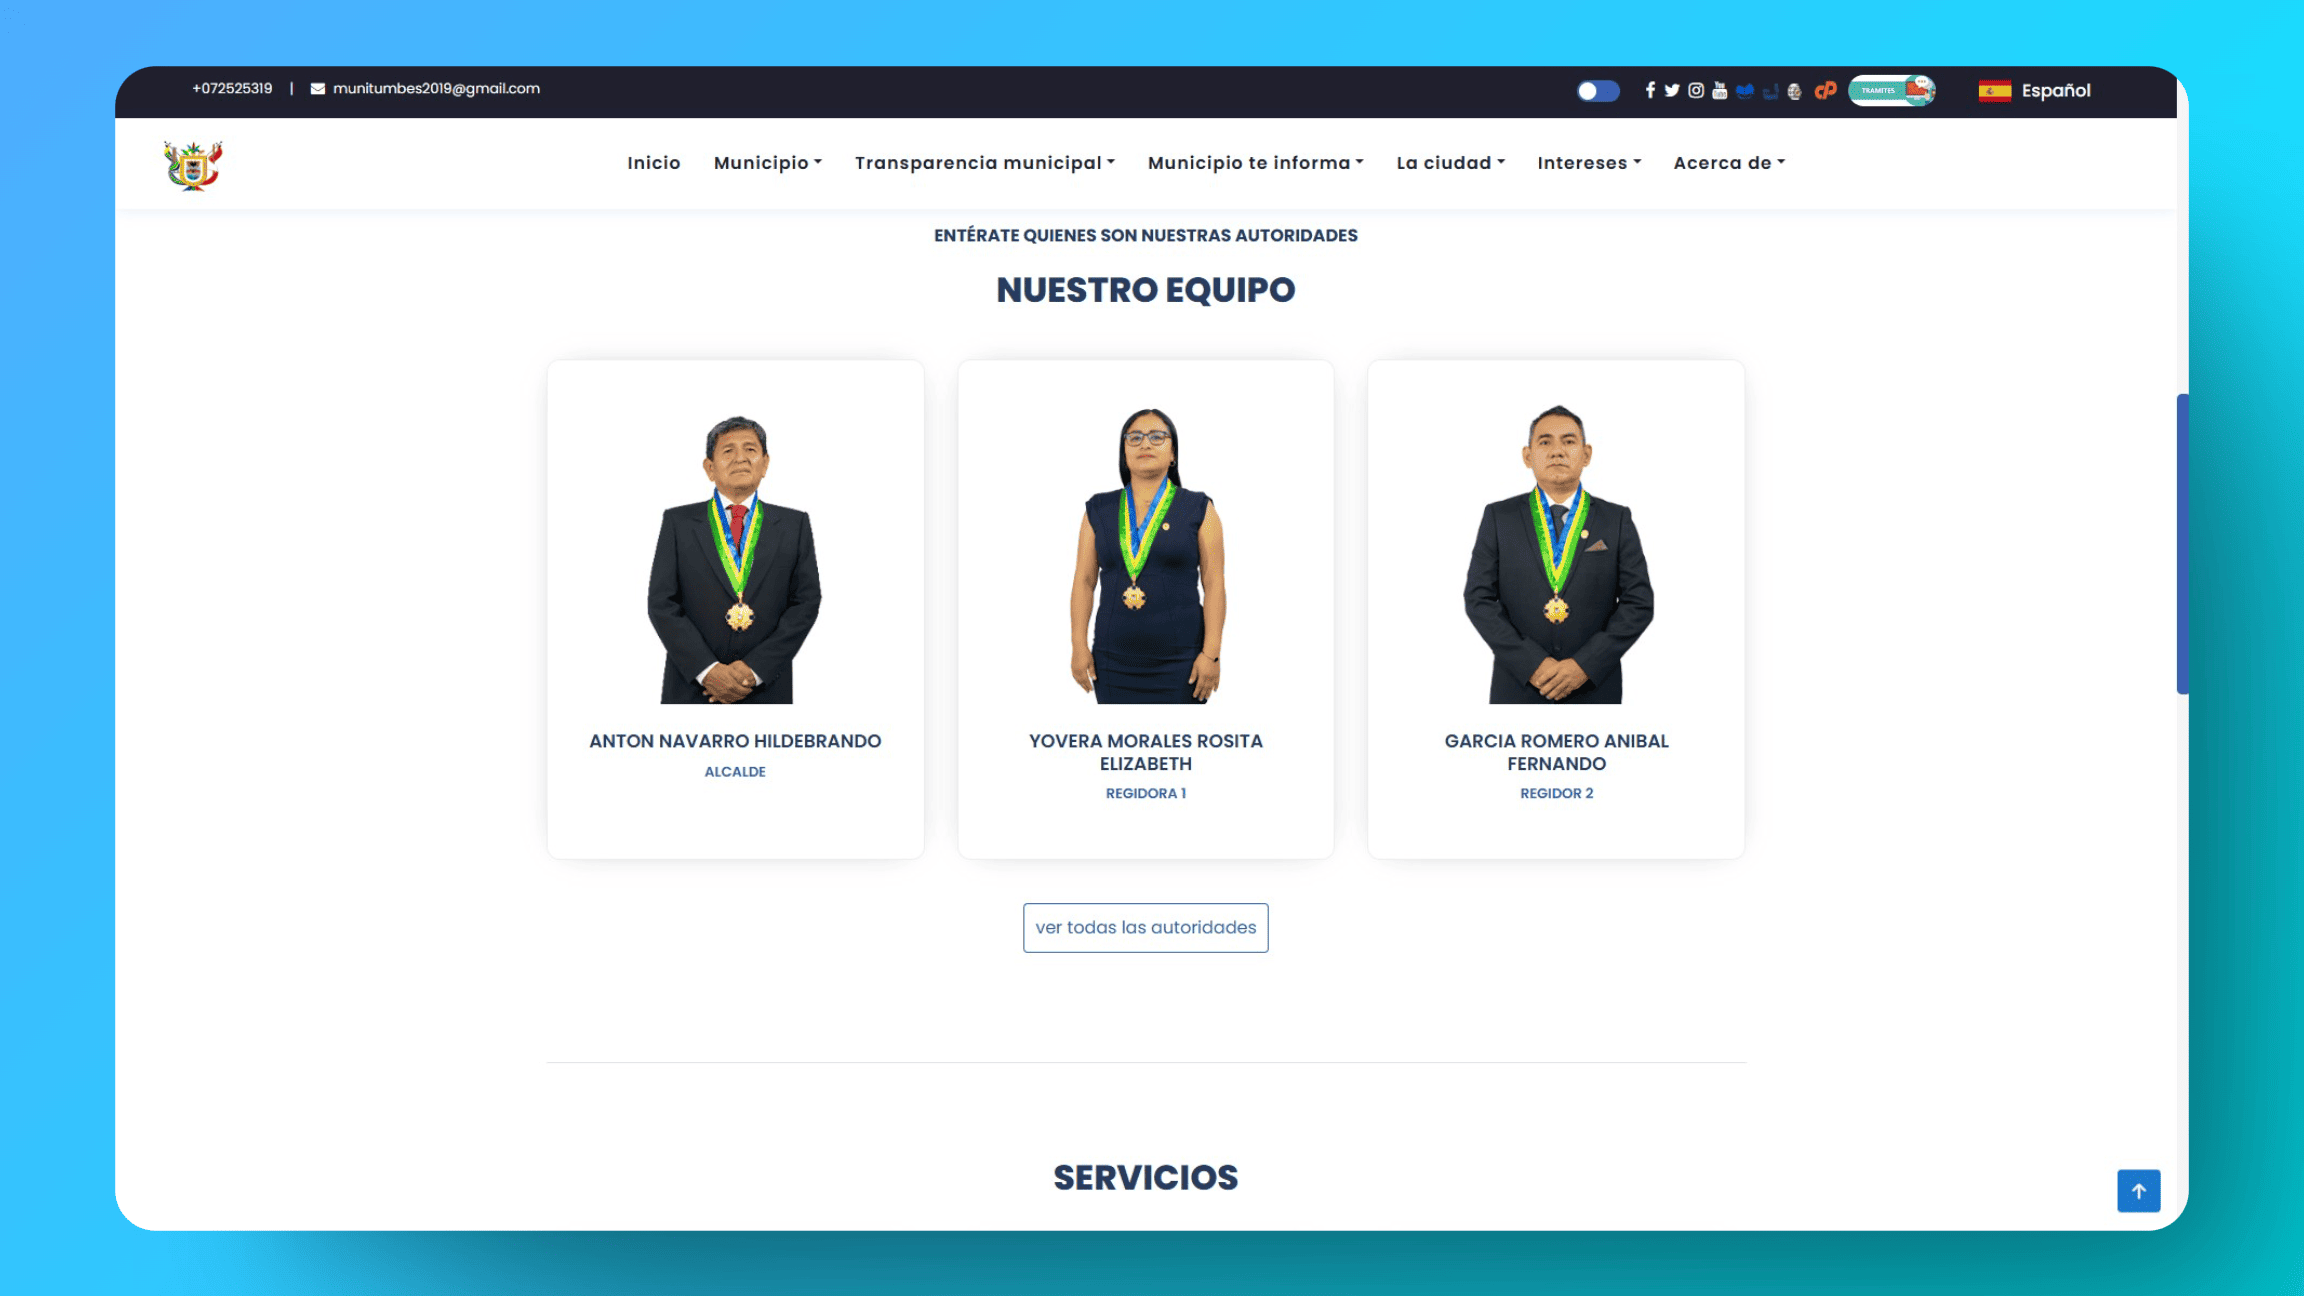 +072525319 | munitumbes2019@gmail.com
TRAMITES
Español
Inicio Municipio Transparencia municipal Municipio te informa La ciudad Intereses Acerca de
ENTÉRATE QUIENES SON NUESTRAS AUTORIDADES
NUESTRO EQUIPO
ANTON NAVARRO HILDEBRANDO
ALCALDE
YOVERA MORALES ROSITA
ELIZABETH
REGIDORA 1
GARCIA ROMERO ANIBAL
FERNANDO
REGIDOR 2
ver todas las autoridades
SERVICIOS